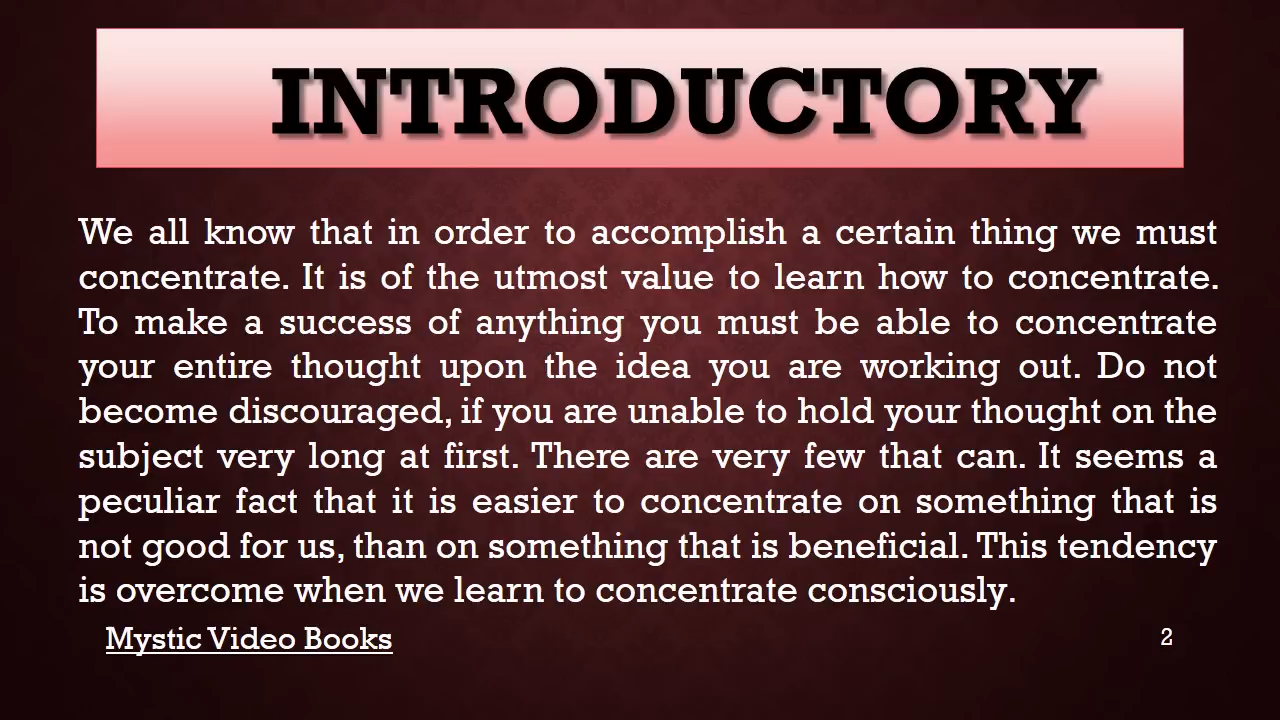 INTRODUCTORY
We all know that in order to accomplish a certain thing we must
concentrate. It is of the utmost value to learn how to concentrate.
To make a success of anything you must be able to concentrate
your entire thought upon the idea you are working out. Do not
become discouraged, if you are unable to hold your thought on the
subject very long at first. There are very few that can. It seems a
peculiar fact that it is easier to concentrate on something that is
not good for us, than on something that is beneficial. This tendency
is overcome when we learn to concentrate consciously.
Mystic Video Books
2